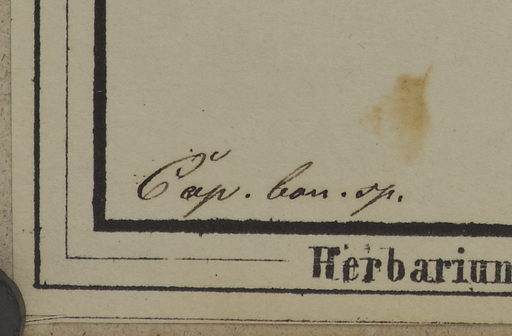 Cap. bon. sp.
Herbarium